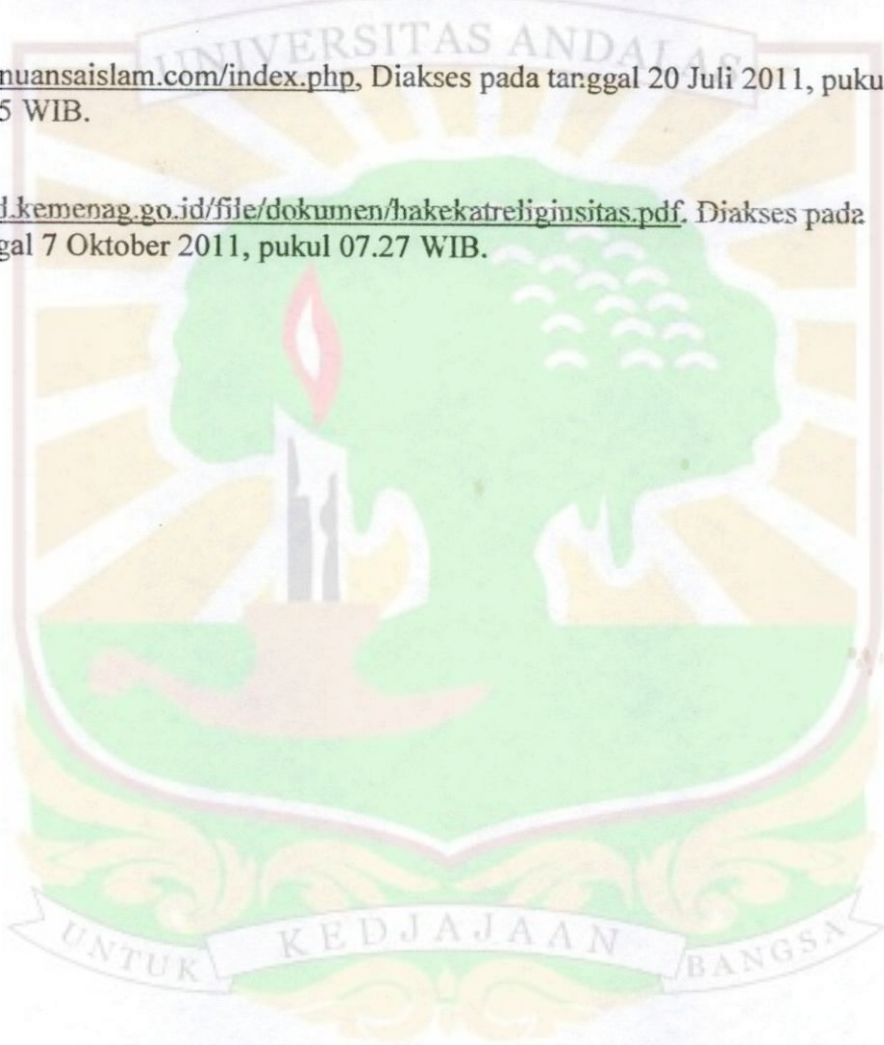 UNIVERSITAS ANDALAS
nuansaislam.com/index.php, Diakses pada tanggal 20 Juli 2011, puku
5 WIB.
d.kemenag.go.id/file/dokumen/hakekatreligiusitas.pdf. Diakses pada
gal 7 Oktober 2011, pukul 07.27 WIB.
UNTUK KEDJAJAAN BANGSA